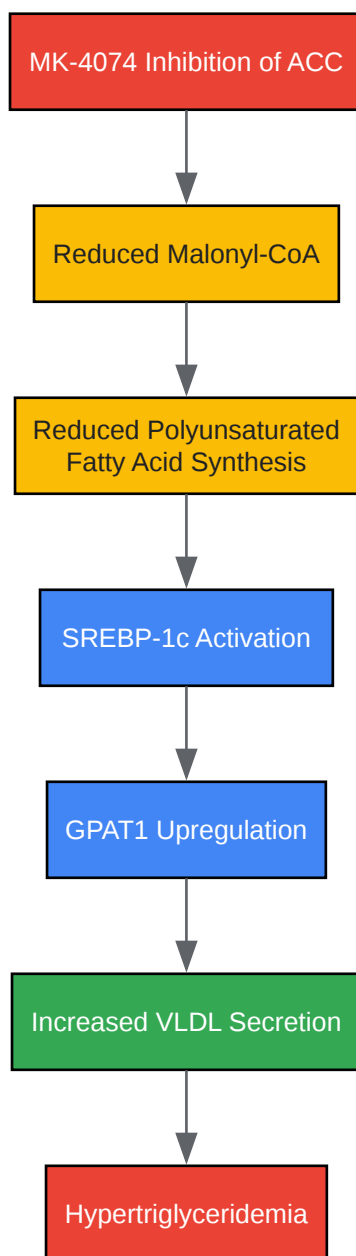 MK-4074 Inhibition of ACC
Reduced Malonyl-CoA
Reduced Polyunsaturated
Fatty Acid Synthesis
SREBP-1c Activation
GPAT1 Upregulation
Increased VLDL Secretion
Hypertriglyceridemia